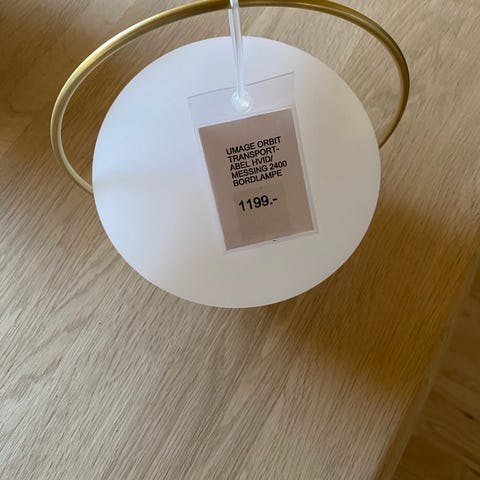 UMAGE ORBIT
TRANSPORT-
ABEL HVID/
MESSING 2400
BORDLAMPE
1199.-